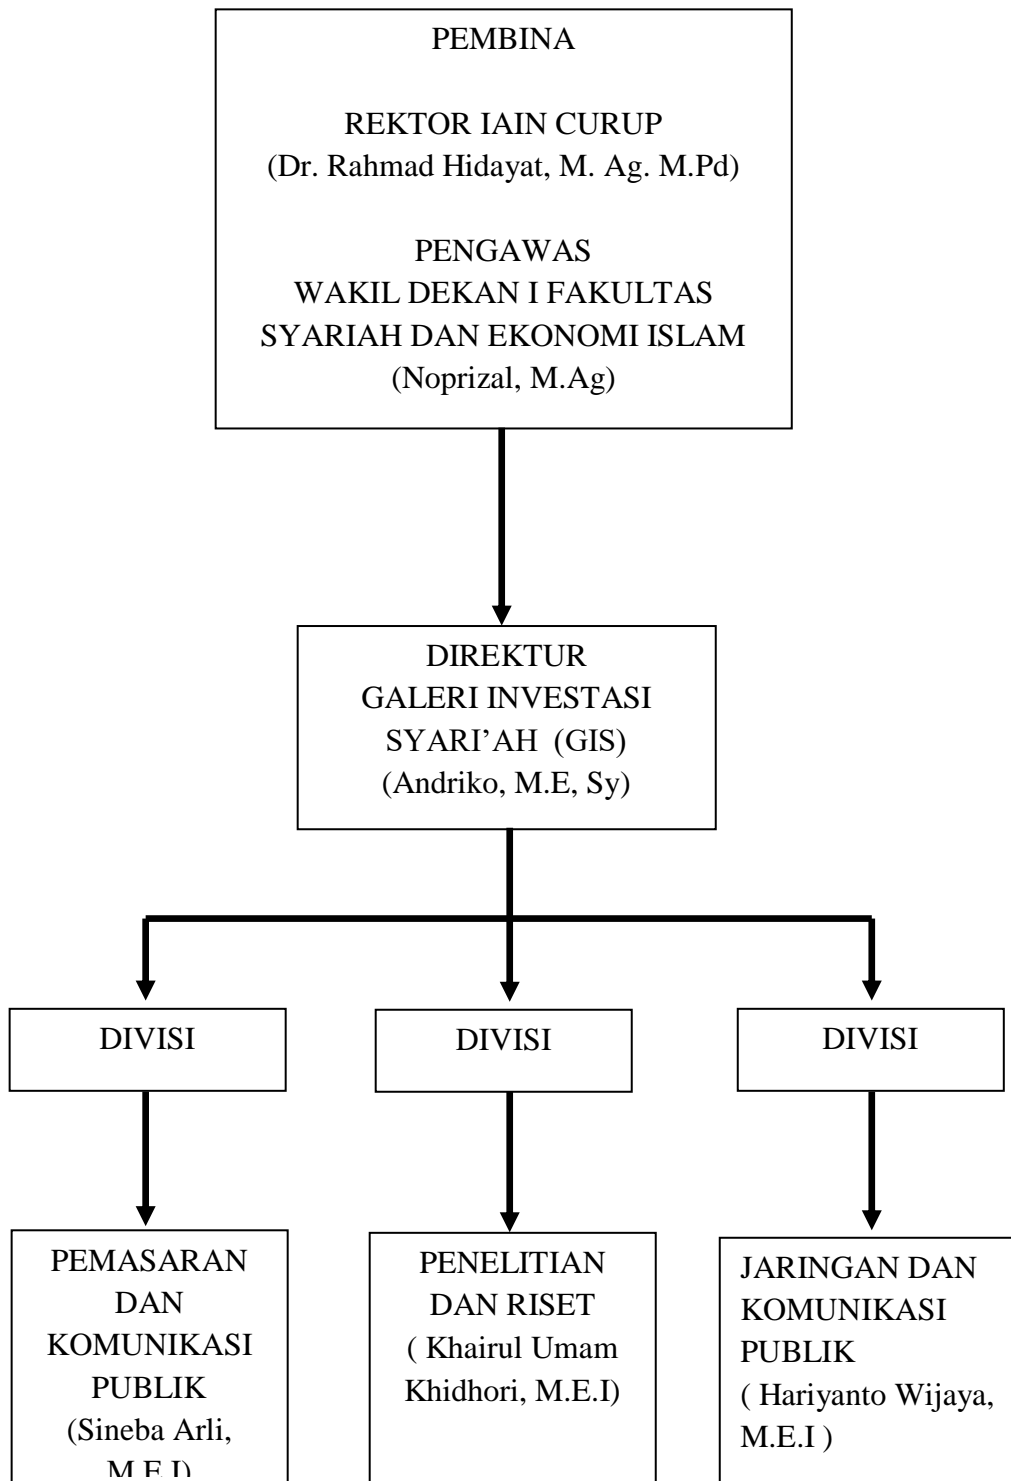 PEMBINA
REKTOR IAIN CURUP
(Dr. Rahmad Hidayat, M. Ag. M.Pd)
PENGAWAS
WAKIL DEKAN I FAKULTAS
SYARIAH DAN EKONOMI ISLAM
(Noprizal, M.Ag)
DIREKTUR
GALERI INVESTASI
SYARI’AH (GIS)
(Andriko, M.E, Sy)
DIVISI
DIVISI
DIVISI
PEMASARAN
DAN
KOMUNIKASI
PUBLIK
(Sineba Arli,
M.E.I)
PENELITIAN
DAN RISET
( Khairul Umam
Khidhori, M.E.I)
JARINGAN DAN
KOMUNIKASI
PUBLIK
( Hariyanto Wijaya,
M.E.I )